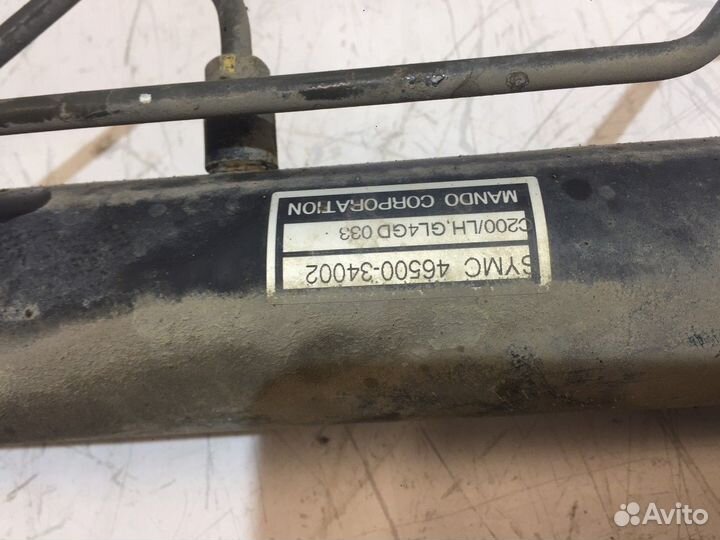 SYMC 46500-34002
C200/LH,GL4GD 033
MANDO CORPORATION
Avito